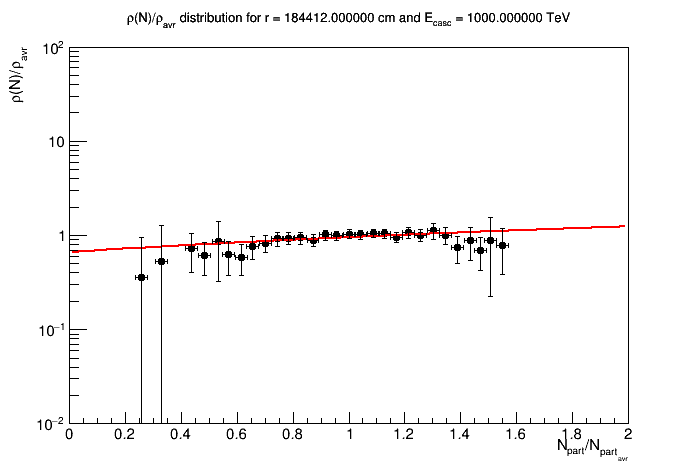 ρ(N)/ρavr distribution for r = 184412.000000 cm and Ecasc = 1000.000000 TeV
ρ(N)/ρavr
10²
10
1
10⁻¹
10⁻²
0 0.2 0.4 0.6 0.8 1 1.2 1.4 1.6 1.8 2
Npart/Npartavr